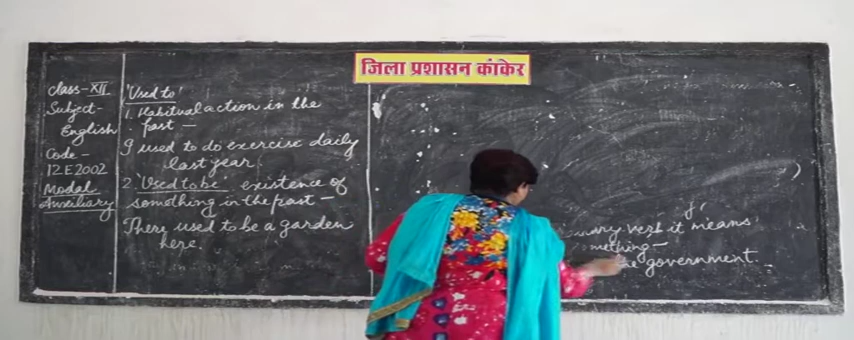 जिला प्रशासन कांकेर
Class-XII
Subject-
English
Code-
12E2002
Modal
Auxiliary
'Used to'
1. Habitual action in the
past —
I used to do exercise daily
last year.
2. 'Used to be' existence of
something in the past —
There used to be a garden
here.
verb it means
government